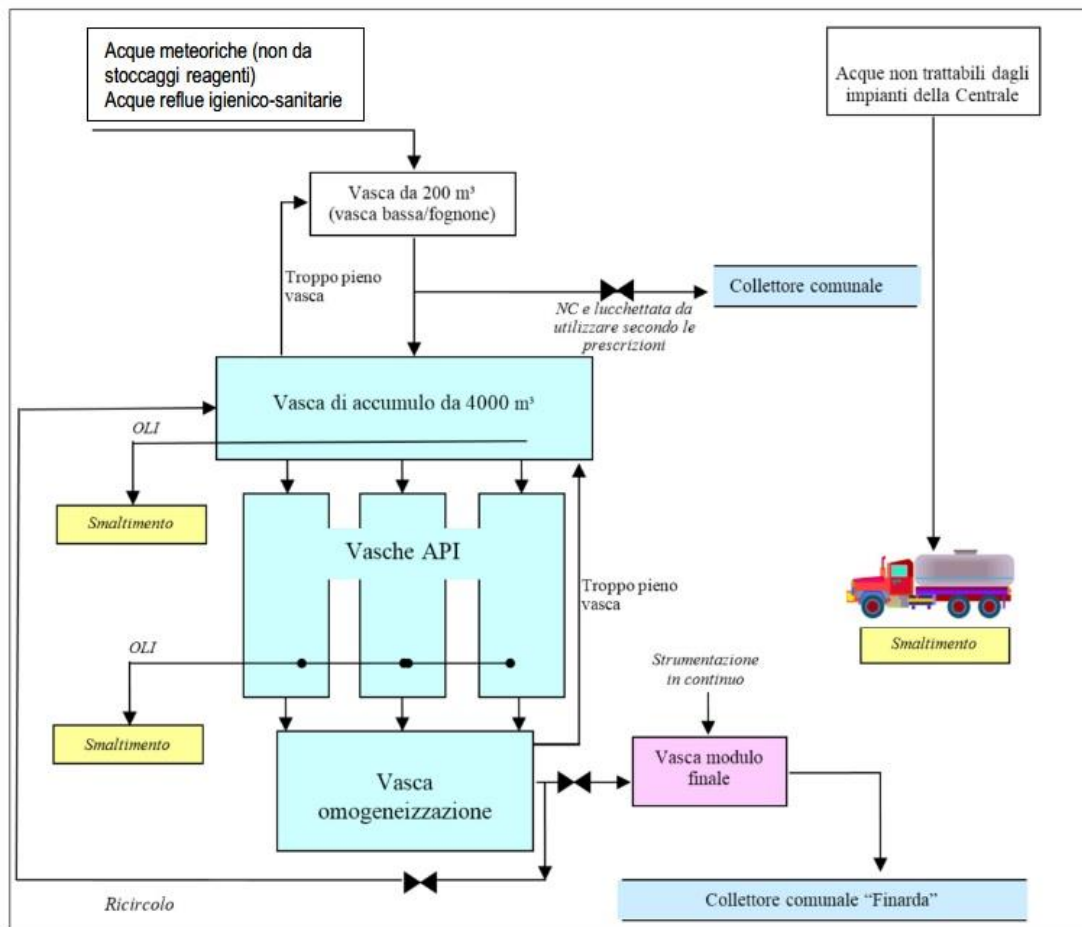 Acque meteoriche (non da
stoccaggi reagenti)
Acque reflue igienico-sanitarie
Acque non trattabili dagli
impianti della Centrale
Vasca da 200 m³
(vasca bassa/fognone)
Troppo pieno
vasca
Collettore comunale
NC e lucchettata da
utilizzare secondo le
prescrizioni
Vasca di accumulo da 4000 m³
OLI
Smaltimento
Vasche API
Troppo pieno
vasca
Smaltimento
OLI
Strumentazione
in continuo
Smaltimento
Vasca modulo
finale
Vasca
omogeneizzazione
Ricircolo
Collettore comunale “Finarda”